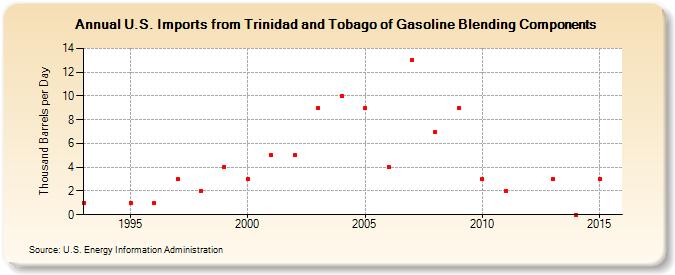 Annual U.S. Imports from Trinidad and Tobago of Gasoline Blending Components
Thousand Barrels per Day
14
12
10
8
6
4
2
0
1995 2000 2005 2010 2015
Source: U.S. Energy Information Administration